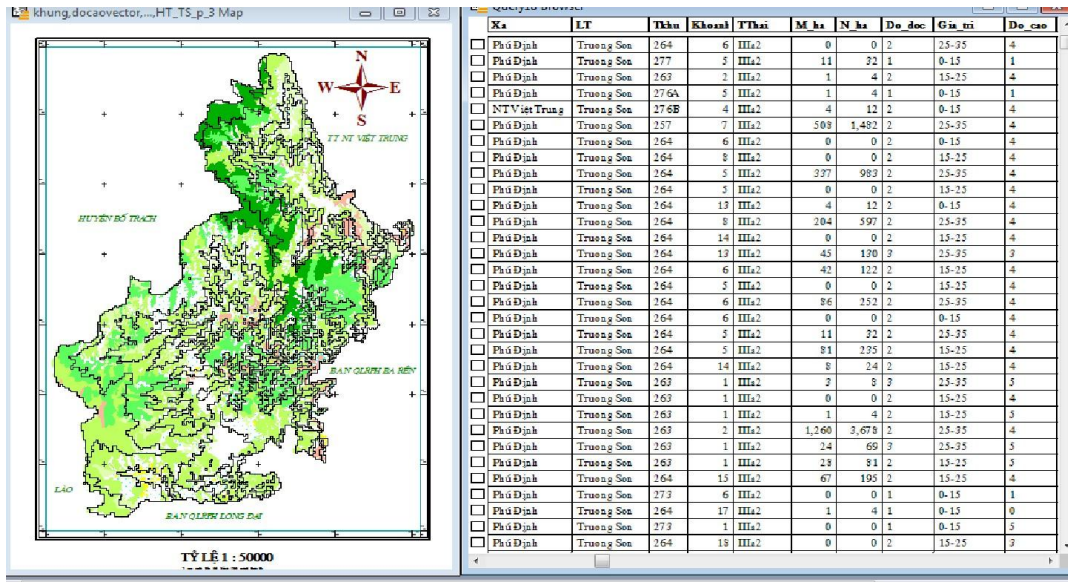 khung,docaovector,...,HT_TS_p_3 Map
N
W E
S
TT NT VIỆT TRUNG
HUYỆN BỐ TRẠCH
BAN QLRPH BA RỀN
LÀO
BAN QLRPH LONG ĐẠI
TỶ LỆ 1 : 50000
Browser
Xa LT Tkhu Khoanh TThai M_ha N_ha Do_doc Gia_tri Do_cao
Phú Định Truong Son 264 6 IIIa2 0 0 2 25-35 4
Phú Định Truong Son 277 5 IIIa2 11 32 1 0-15 1
Phú Định Truong Son 263 2 IIIa2 1 4 2 15-25 4
Phú Định Truong Son 276A 5 IIIa2 1 4 1 0-15 1
NT Việt Trung Truong Son 276B 4 IIIa2 4 12 2 0-15 4
Phú Định Truong Son 257 7 IIIa2 508 1,482 2 25-35 4
Phú Định Truong Son 264 6 IIIa2 0 0 2 0-15 4
Phú Định Truong Son 264 8 IIIa2 0 0 2 15-25 4
Phú Định Truong Son 264 5 IIIa2 337 983 2 25-35 4
Phú Định Truong Son 264 5 IIIa2 0 0 2 15-25 4
Phú Định Truong Son 264 13 IIIa2 4 12 2 0-15 4
Phú Định Truong Son 264 8 IIIa2 204 597 2 25-35 4
Phú Định Truong Son 264 14 IIIa2 0 0 2 15-25 4
Phú Định Truong Son 264 13 IIIa2 45 130 3 25-35 3
Phú Định Truong Son 264 6 IIIa2 42 122 2 15-25 4
Phú Định Truong Son 264 5 IIIa2 0 0 2 15-25 4
Phú Định Truong Son 264 6 IIIa2 86 252 2 25-35 4
Phú Định Truong Son 264 6 IIIa2 0 0 2 0-15 4
Phú Định Truong Son 264 5 IIIa2 11 32 2 25-35 4
Phú Định Truong Son 264 5 IIIa2 81 235 2 15-25 4
Phú Định Truong Son 264 14 IIIa2 8 24 2 15-25 4
Phú Định Truong Son 263 1 IIIa2 3 8 3 25-35 5
Phú Định Truong Son 263 1 IIIa2 0 0 2 15-25 4
Phú Định Truong Son 263 1 IIIa2 1 4 2 15-25 5
Phú Định Truong Son 263 2 IIIa2 1,260 3,678 2 25-35 4
Phú Định Truong Son 263 1 IIIa2 24 69 3 25-35 5
Phú Định Truong Son 263 1 IIIa2 28 81 2 15-25 5
Phú Định Truong Son 264 15 IIIa2 67 195 2 15-25 4
Phú Định Truong Son 273 6 IIIa2 0 0 1 0-15 1
Phú Định Truong Son 264 17 IIIa2 1 4 1 0-15 0
Phú Định Truong Son 273 1 IIIa2 0 0 1 0-15 5
Phú Định Truong Son 264 18 IIIa2 0 0 2 15-25 3